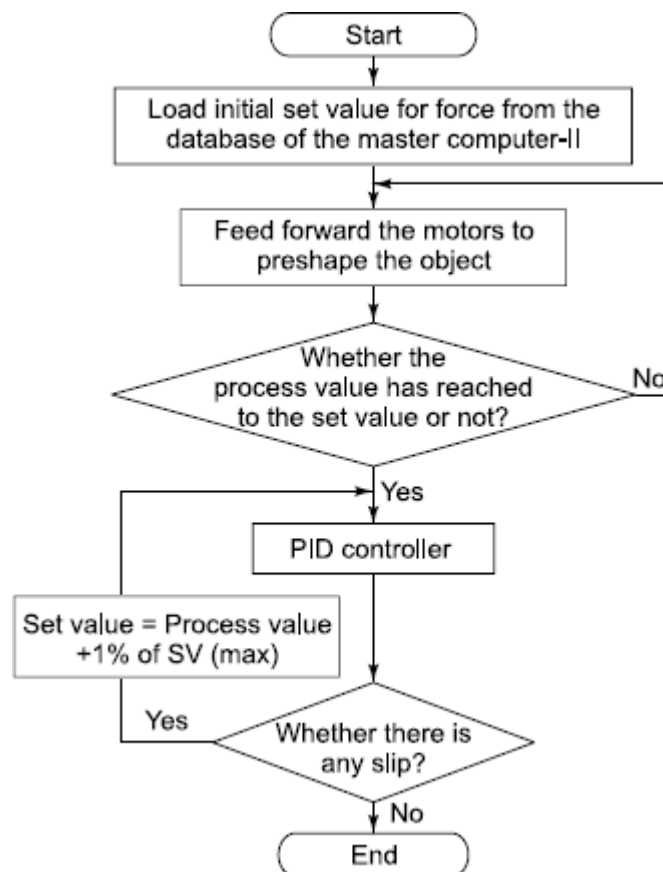 Start
Load initial set value for force from the
database of the master computer-II
Feed forward the motors to
preshape the object
Whether the
process value has reached
to the set value or not?
No
Yes
PID controller
Set value = Process value
+1% of SV (max)
Yes
Whether there is
any slip?
No
End